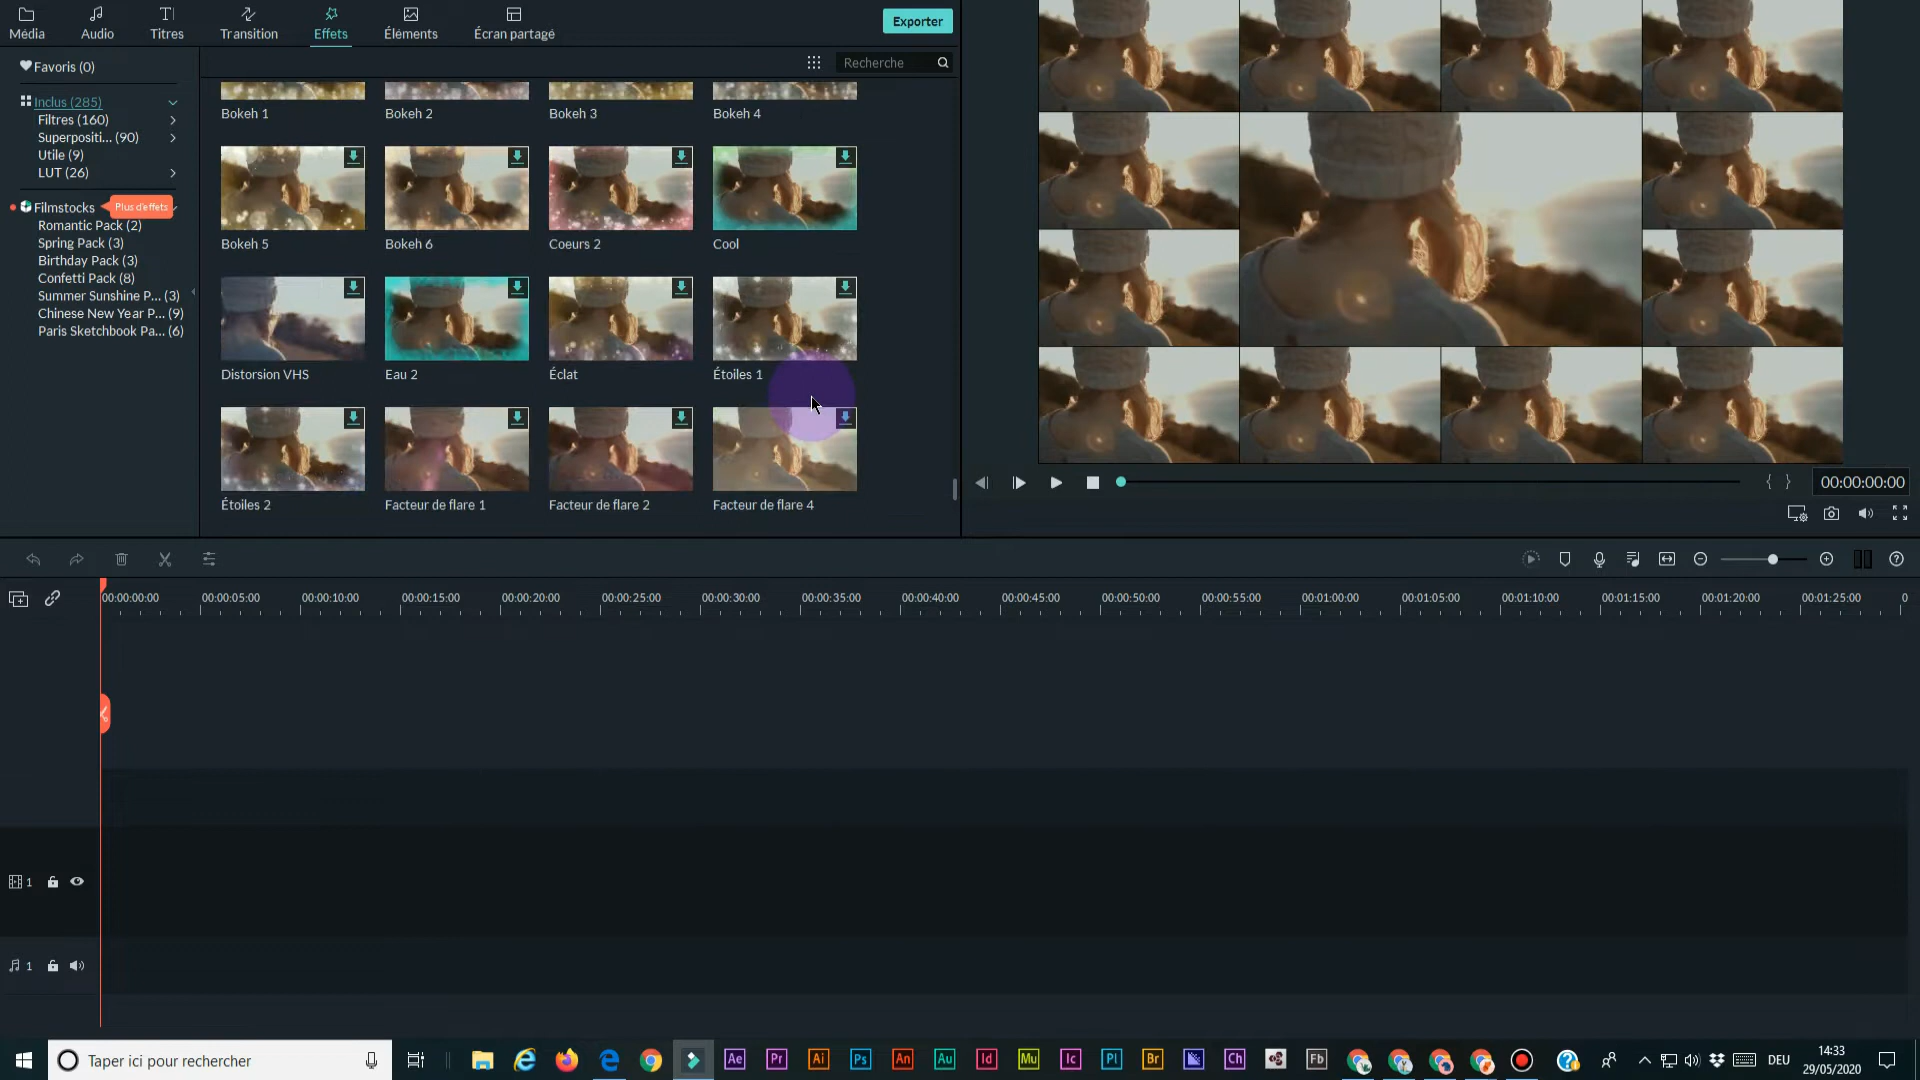 Média
Audio
Titres
Transition
Effets
Éléments
Écran partagé
Exporter
Favoris (0)
Recherche
Inclus (285)
Filtres (160)
Superpositi... (90)
Utile (9)
LUT (26)
Filmstocks
Plus d'effets
Romantic Pack (2)
Spring Pack (3)
Birthday Pack (3)
Confetti Pack (8)
Summer Sunshine P... (3)
Chinese New Year P... (9)
Paris Sketchbook Pa... (6)
Bokeh 1
Bokeh 2
Bokeh 3
Bokeh 4
Bokeh 5
Bokeh 6
Coeurs 2
Cool
Distorsion VHS
Eau 2
Éclat
Étoiles 1
Étoiles 2
Facteur de flare 1
Facteur de flare 2
Facteur de flare 4
00:00:00:00
00:00:00:00
00:00:05:00
00:00:10:00
00:00:15:00
00:00:20:00
00:00:25:00
00:00:30:00
00:00:35:00
00:00:40:00
00:00:45:00
00:00:50:00
00:00:55:00
00:01:00:00
00:01:05:00
00:01:10:00
00:01:15:00
00:01:20:00
00:01:25:00
0
1
1
Taper ici pour rechercher
Ae
Pr
Ai
Ps
An
Au
Id
Mu
Ic
Pl
Br
Ch
Fb
DEU
14:33
29/05/2020